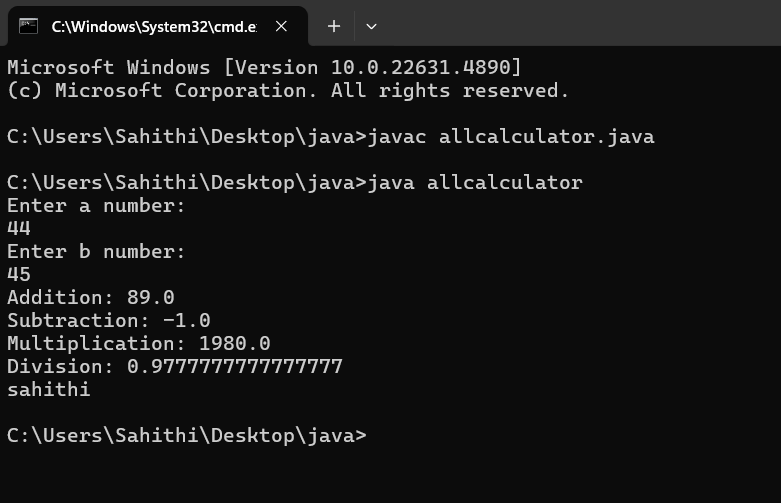 C:\Windows\System32\cmd.e
Microsoft Windows [Version 10.0.22631.4890]
(c) Microsoft Corporation. All rights reserved.
C:\Users\Sahithi\Desktop\java>javac allcalculator.java
C:\Users\Sahithi\Desktop\java>java allcalculator
Enter a number:
44
Enter b number:
45
Addition: 89.0
Subtraction: -1.0
Multiplication: 1980.0
Division: 0.9777777777777777
sahithi
C:\Users\Sahithi\Desktop\java>